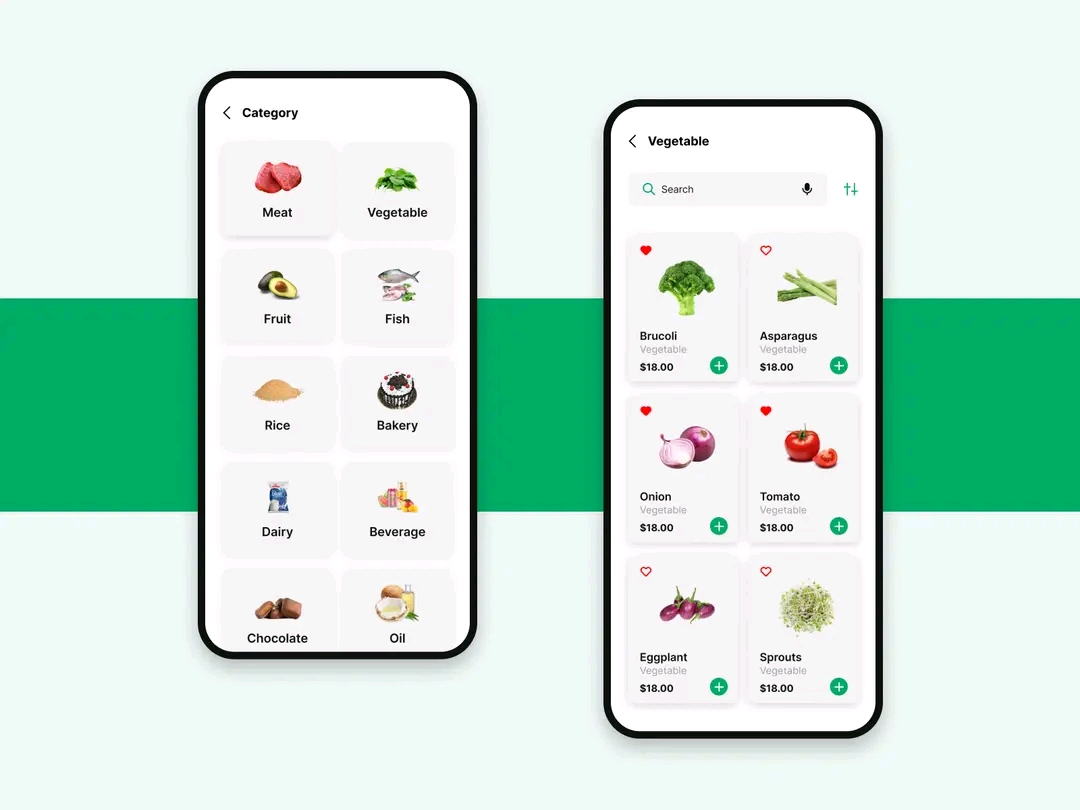 Category
Meat
Vegetable
Fruit
Fish
Rice
Bakery
Dairy
Beverage
Chocolate
Oil
Vegetable
Search
Brucoli
Vegetable
$18.00
Asparagus
Vegetable
$18.00
Onion
Vegetable
$18.00
Tomato
Vegetable
$18.00
Eggplant
Vegetable
$18.00
Sprouts
Vegetable
$18.00